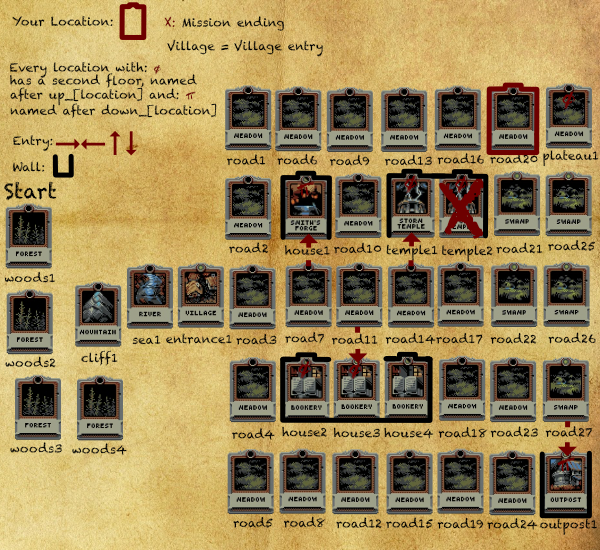 Your Location:
X: Mission ending
Village = Village entry
Every location with: ø
has a second floor, named
after up_[location] and: π
named after down_[location]
Entry: → ← ↑ ↓
Wall:
Start
MEADOW MEADOW MEADOW MEADOW MEADOW MEADOW MEADOW
road1 road6 road9 road13 road16 road20 plateau1
FOREST MEADOW SMITH'S FORGE MEADOW STORM TEMPLE SWAMP SWAMP
woods1 road2 house1 road10 temple1 temple2 road21 road25
FOREST MOUNTAIN RIVER VILLAGE MEADOW MEADOW MEADOW MEADOW MEADOW SWAMP SWAMP
woods2 cliff1 sea1 entrance1 road3 road7 road11 road14 road17 road22 road26
FOREST FOREST MEADOW BOOKERY BOOKERY BOOKERY MEADOW MEADOW SWAMP
woods3 woods4 road4 house2 house3 house4 road18 road23 road27
MEADOW MEADOW MEADOW MEADOW MEADOW MEADOW OUTPOST
road5 road8 road12 road15 road19 road24 outpost1